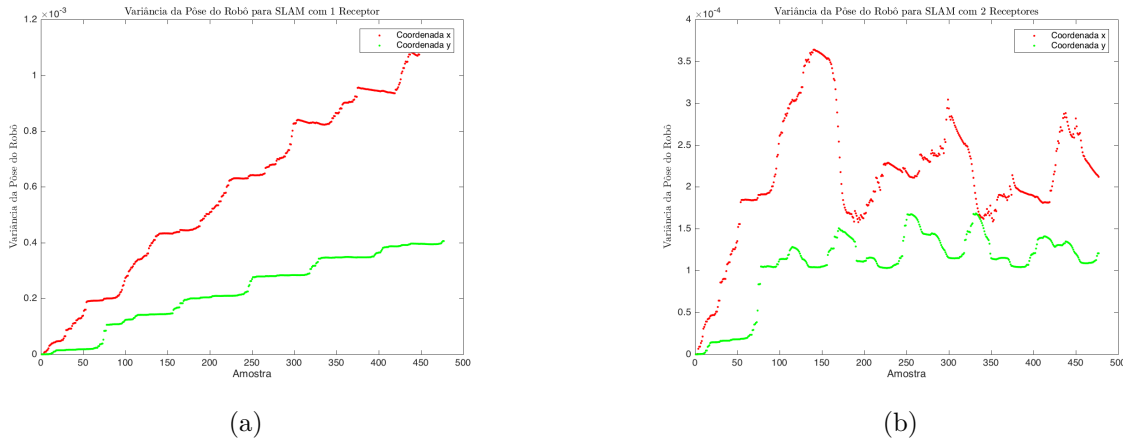 Variância da Pôse do Robô para SLAM com 1 Receptor
×10⁻³
1.2
1
0.8
0.6
0.4
0.2
0
Variância da Pôse do Robô
Coordenada x
Coordenada y
0 50 100 150 200 250 300 350 400 450 500
Amostra
(a)
Variância da Pôse do Robô para SLAM com 2 Receptores
×10⁻⁴
4
3.5
3
2.5
2
1.5
1
0.5
0
Variância da Pôse do Robô
Coordenada x
Coordenada y
0 50 100 150 200 250 300 350 400 450 500
Amostra
(b)